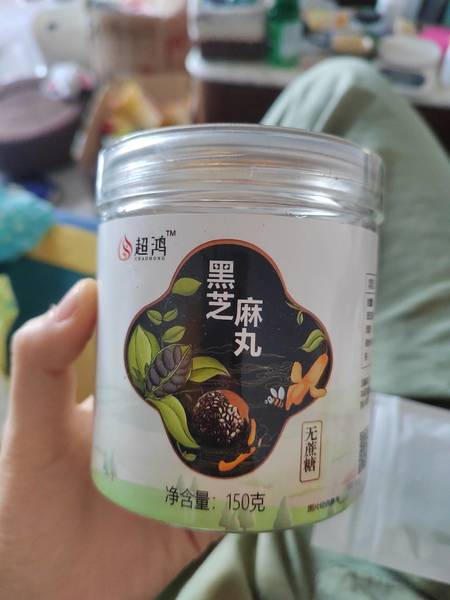 超鸿™
CHAOHONG
黑芝
麻丸
无蔗糖
净含量：150克